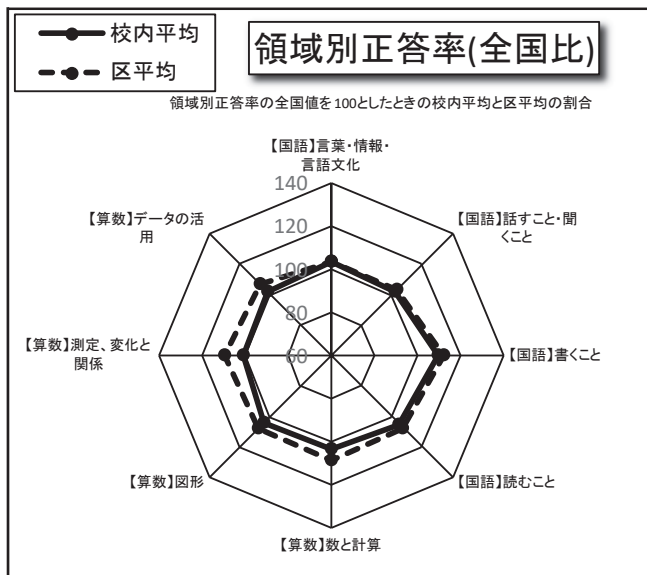 校内平均
区平均
領域別正答率(全国比)
領域別正答率の全国値を100としたときの校内平均と区平均の割合
【国語】言葉・情報・
言語文化
140
120
100
80
60
【国語】話すこと・聞
くこと
【国語】書くこと
【国語】読むこと
【算数】数と計算
【算数】図形
【算数】測定、変化と
関係
【算数】データの活
用